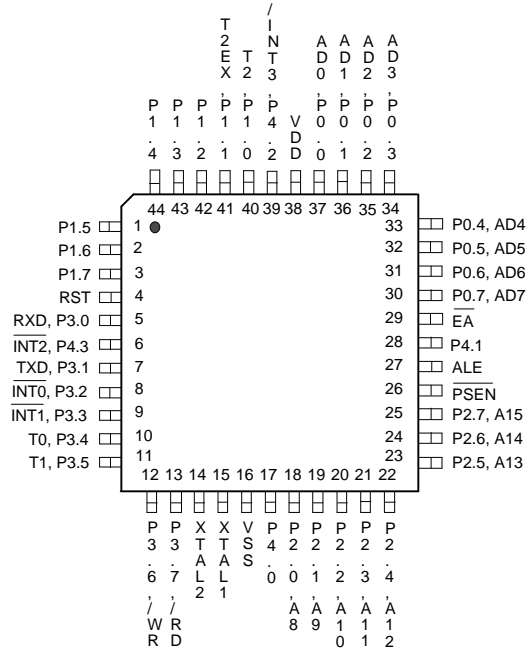 P1.4
P1.3
P1.2
T2EX,P1.1
T2,P1.0
/INT3,P4.2
VDD
AD0,P0.0
AD1,P0.1
AD2,P0.2
AD3,P0.3
44
43
42
41
40
39
38
37
36
35
34
P1.5
1
P1.6
2
P1.7
3
RST
4
RXD, P3.0
5
INT2, P4.3
6
TXD, P3.1
7
INT0, P3.2
8
INT1, P3.3
9
T0, P3.4
10
T1, P3.5
11
33
P0.4, AD4
32
P0.5, AD5
31
P0.6, AD6
30
P0.7, AD7
29
EA
28
P4.1
27
ALE
26
PSEN
25
P2.7, A15
24
P2.6, A14
23
P2.5, A13
12
13
14
15
16
17
18
19
20
21
22
P3.6,/WR
P3.7,/RD
XTAL2
XTAL1
VSS
P4.0
P2.0,A8
P2.1,A9
P2.2,A10
P2.3,A11
P2.4,A12